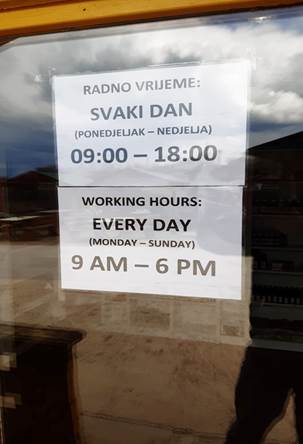 RADNO VRIJEME:
SVAKI DAN
(PONEDJELJAK – NEDJELJA)
09:00 – 18:00
WORKING HOURS:
EVERY DAY
(MONDAY – SUNDAY)
9 AM – 6 PM